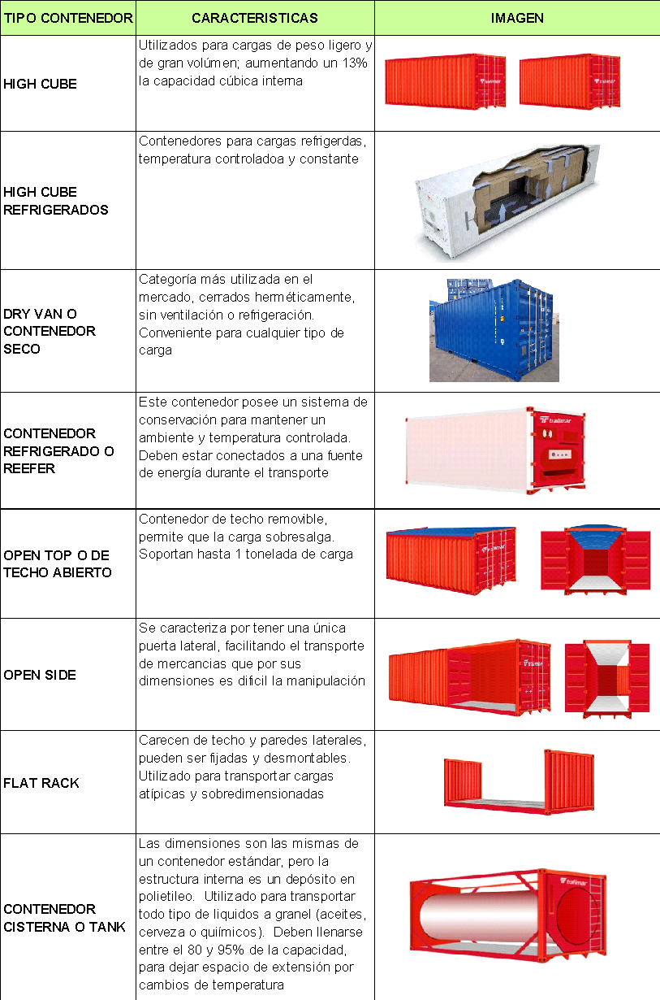 TIPO CONTENEDOR
CARACTERISTICAS
IMAGEN
HIGH CUBE
Utilizados para cargas de peso ligero y
de gran volúmen; aumentando un 13%
la capacidad cúbica interna
trailmar
trailmar
HIGH CUBE
REFRIGERADOS
Contenedores para cargas refrigerdas,
temperatura controladoa y constante
DRY VAN O
CONTENEDOR
SECO
Categoría más utilizada en el
mercado, cerrados herméticamente,
sin ventilación o refrigeración.
Conveniente para cualquier tipo de
carga
CONTENEDOR
REFRIGERADO O
REEFER
Este contenedor posee un sistema de
conservación para mantener un
ambiente y temperatura controlada.
Deben estar conectados a una fuente
de energía durante el transporte
trailmar
OPEN TOP O DE
TECHO ABIERTO
Contenedor de techo removible,
permite que la carga sobresalga.
Soportan hasta 1 tonelada de carga
trailmar
OPEN SIDE
Se caracteriza por tener una única
puerta lateral, facilitando el transporte
de mercancias que por sus
dimensiones es dificil la manipulación
trailmar
FLAT RACK
Carecen de techo y paredes laterales,
pueden ser fijadas y desmontables.
Utilizado para transportar cargas
atípicas y sobredimensionadas
CONTENEDOR
CISTERNA O TANK
Las dimensiones son las mismas de
un contenedor estándar, pero la
estructura interna es un depósito en
polietileo. Utilizado para transportar
todo tipo de liquidos a granel (aceites,
cerveza o quiímicos). Deben llenarse
entre el 80 y 95% de la capacidad,
para dejar espacio de extensión por
cambios de temperatura
trailmar